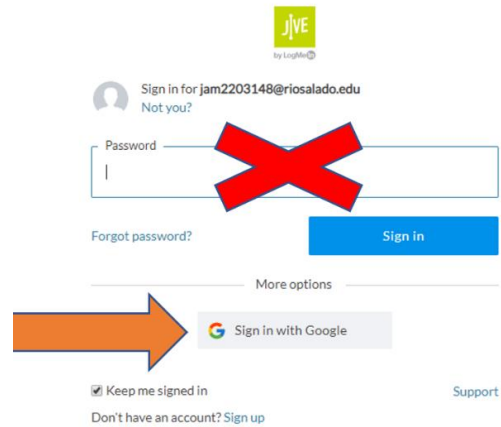 JIVE
by LogMeIn
Sign in for jam2203148@riosalado.edu
Not you?
Password
Forgot password?
Sign in
More options
Sign in with Google
Keep me signed in
Support
Don't have an account? Sign up